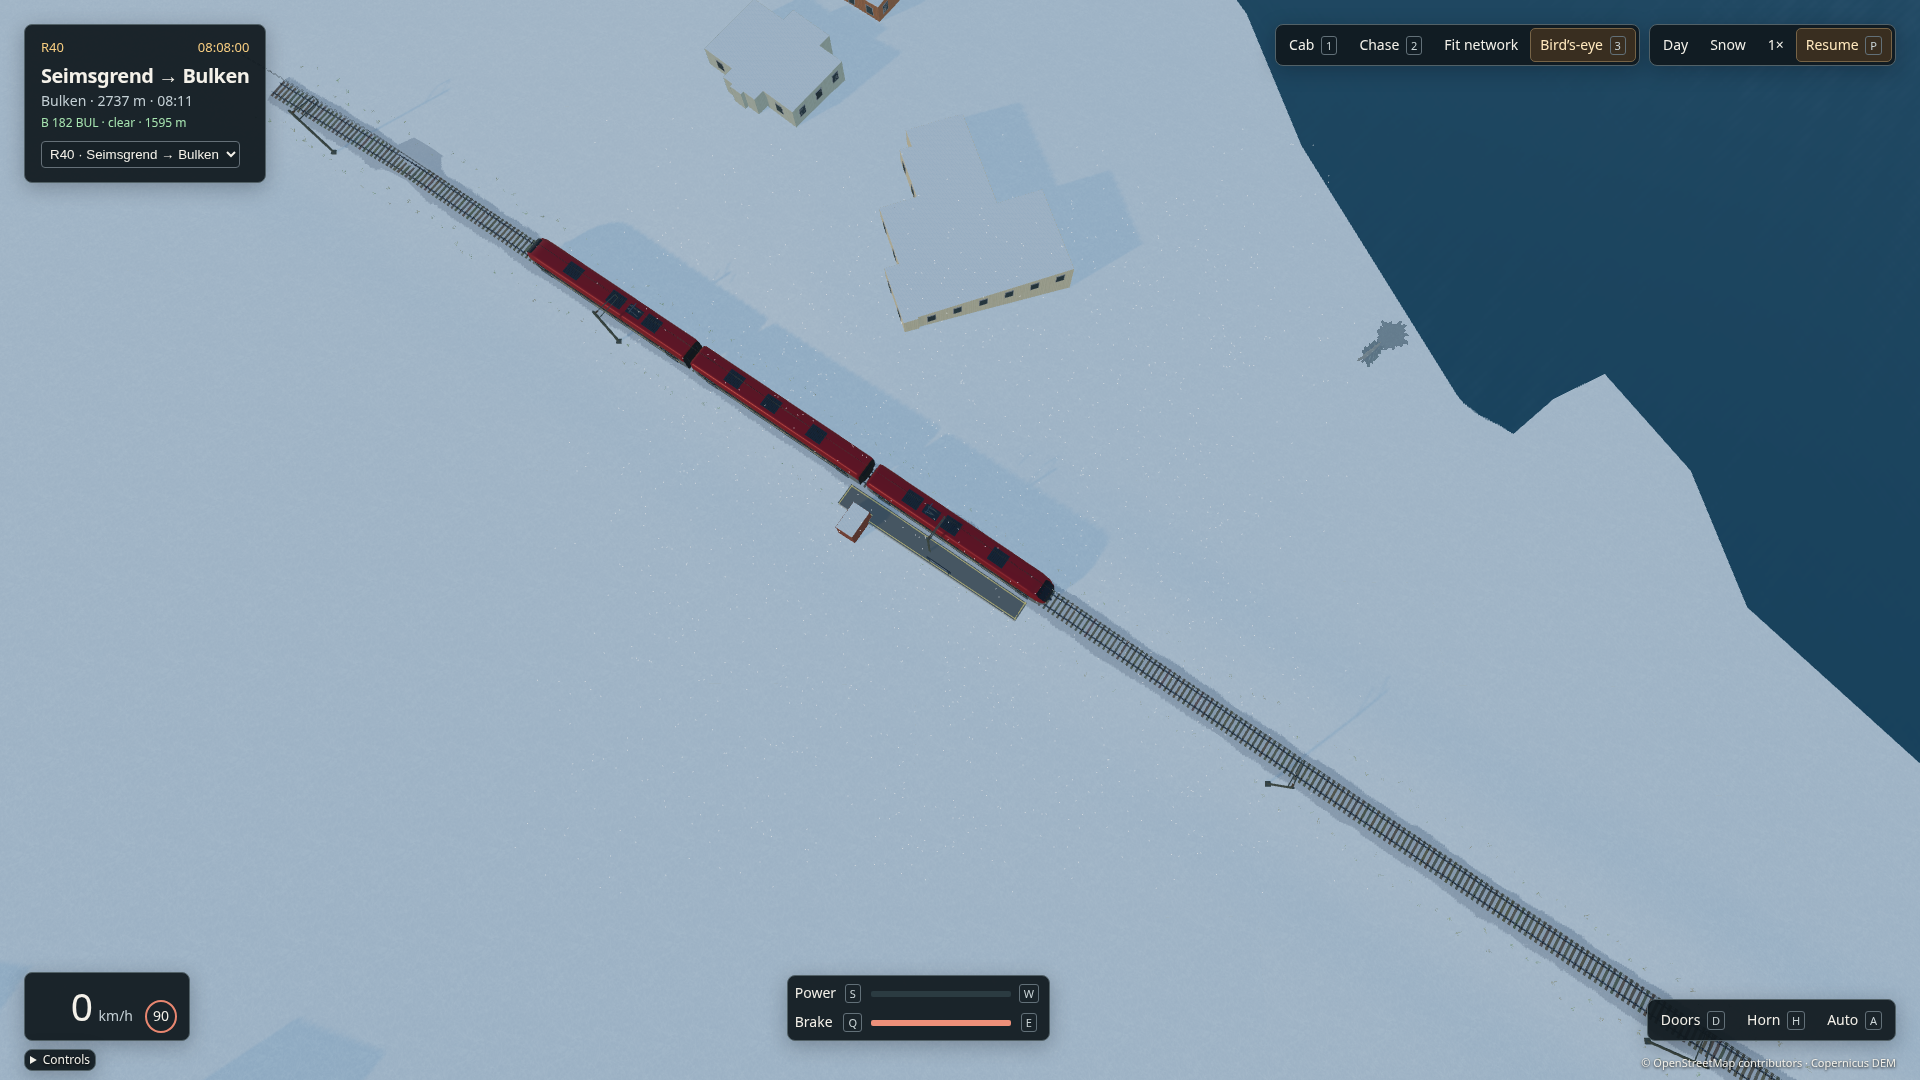 R40 08:08:00
Seimsgrend → Bulken
Bulken · 2737 m · 08:11
B 182 BUL · clear · 1595 m
R40 · Seimsgrend → Bulken
Cab 1 Chase 2 Fit network Bird's-eye 3
Day Snow 1× Resume P
0 km/h 90
Controls
Power S W
Brake Q E
Doors D Horn H Auto A
© OpenStreetMap contributors · Copernicus DEM